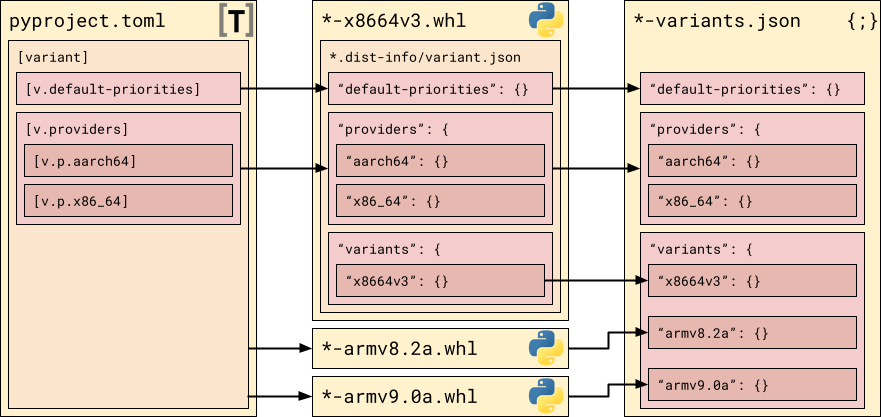 pyproject.toml
[T]
[variant]
[v.default-priorities]
[v.providers]
[v.p.aarch64]
[v.p.x86_64]
*-x8664v3.whl
*.dist-info/variant.json
“default-priorities”: {}
“providers”: {
“aarch64”: {}
“x86_64”: {}
“variants”: {
“x8664v3”: {}
*-armv8.2a.whl
*-armv9.0a.whl
*-variants.json
{;}
“default-priorities”: {}
“providers”: {
“aarch64”: {}
“x86_64”: {}
“variants”: {
“x8664v3”: {}
“armv8.2a”: {}
“armv9.0a”: {}